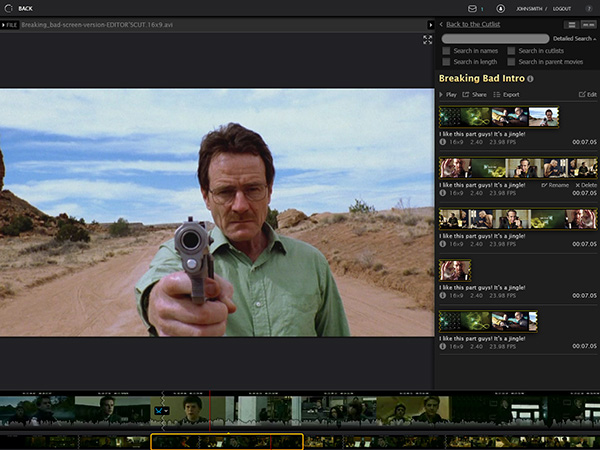 BACK
1
JOHNSMITH / LOGOUT
FILE Breaking_bad-screen-version-EDITOR'SCUT.16x9.avi
Back to the Cutlist
Detailed Search
Search in names
Search in cutlists
Search in length
Search in parent movies
Breaking Bad Intro
Play
Share
Export
Edit
I like this part guys! It's a jingle!
16x9 2.40 23.98 FPS 00:07.05
I like this part guys! It's a jingle! Rename Delete
16x9 2.40 23.98 FPS 00:07.05
I like this part guys! It's a jingle!
16x9 2.40 23.98 FPS 00:07.05
I like this part guys! It's a jingle!
16x9 2.40 23.98 FPS 00:07.05
I like this part guys! It's a jingle!
16x9 2.40 23.98 FPS 00:07.05